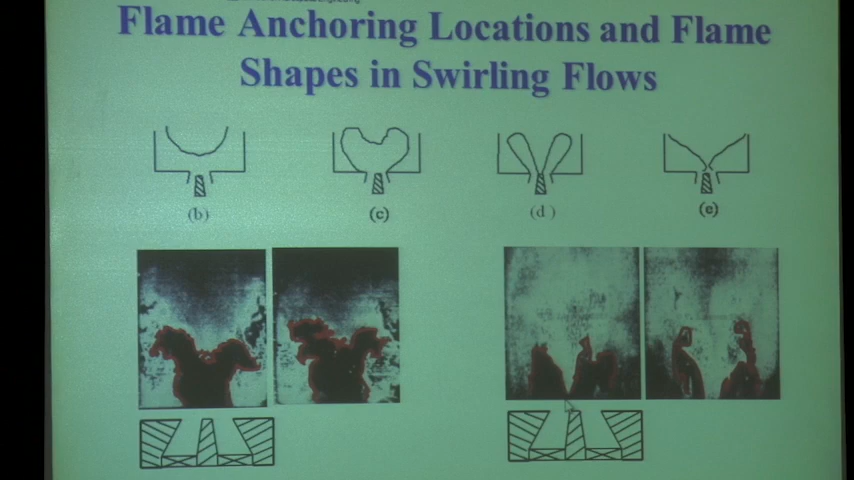 Flame Anchoring Locations and Flame
Shapes in Swirling Flows
(b)
(c)
(d)
(e)